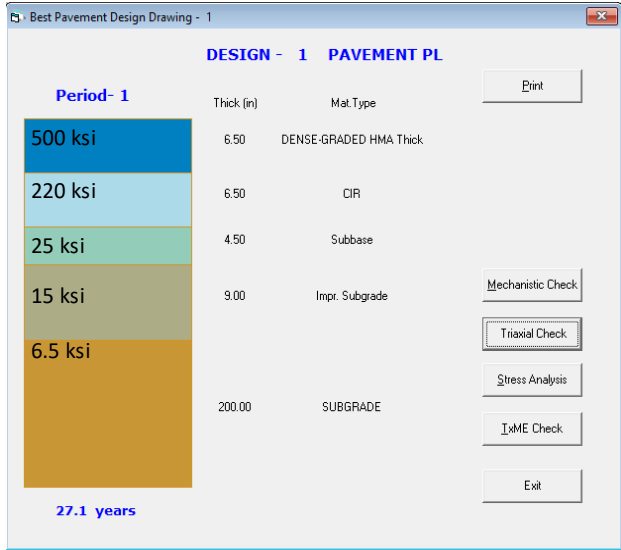 Best Pavement Design Drawing - 1
DESIGN - 1 PAVEMENT PL
Period- 1
Thick (in) Mat.Type
Print
500 ksi 6.50 DENSE-GRADED HMA Thick
220 ksi 6.50 CIR
25 ksi 4.50 Subbase
15 ksi 9.00 Impr. Subgrade
Mechanistic Check
Triaxial Check
6.5 ksi
Stress Analysis
200.00 SUBGRADE
TxME Check
Exit
27.1 years